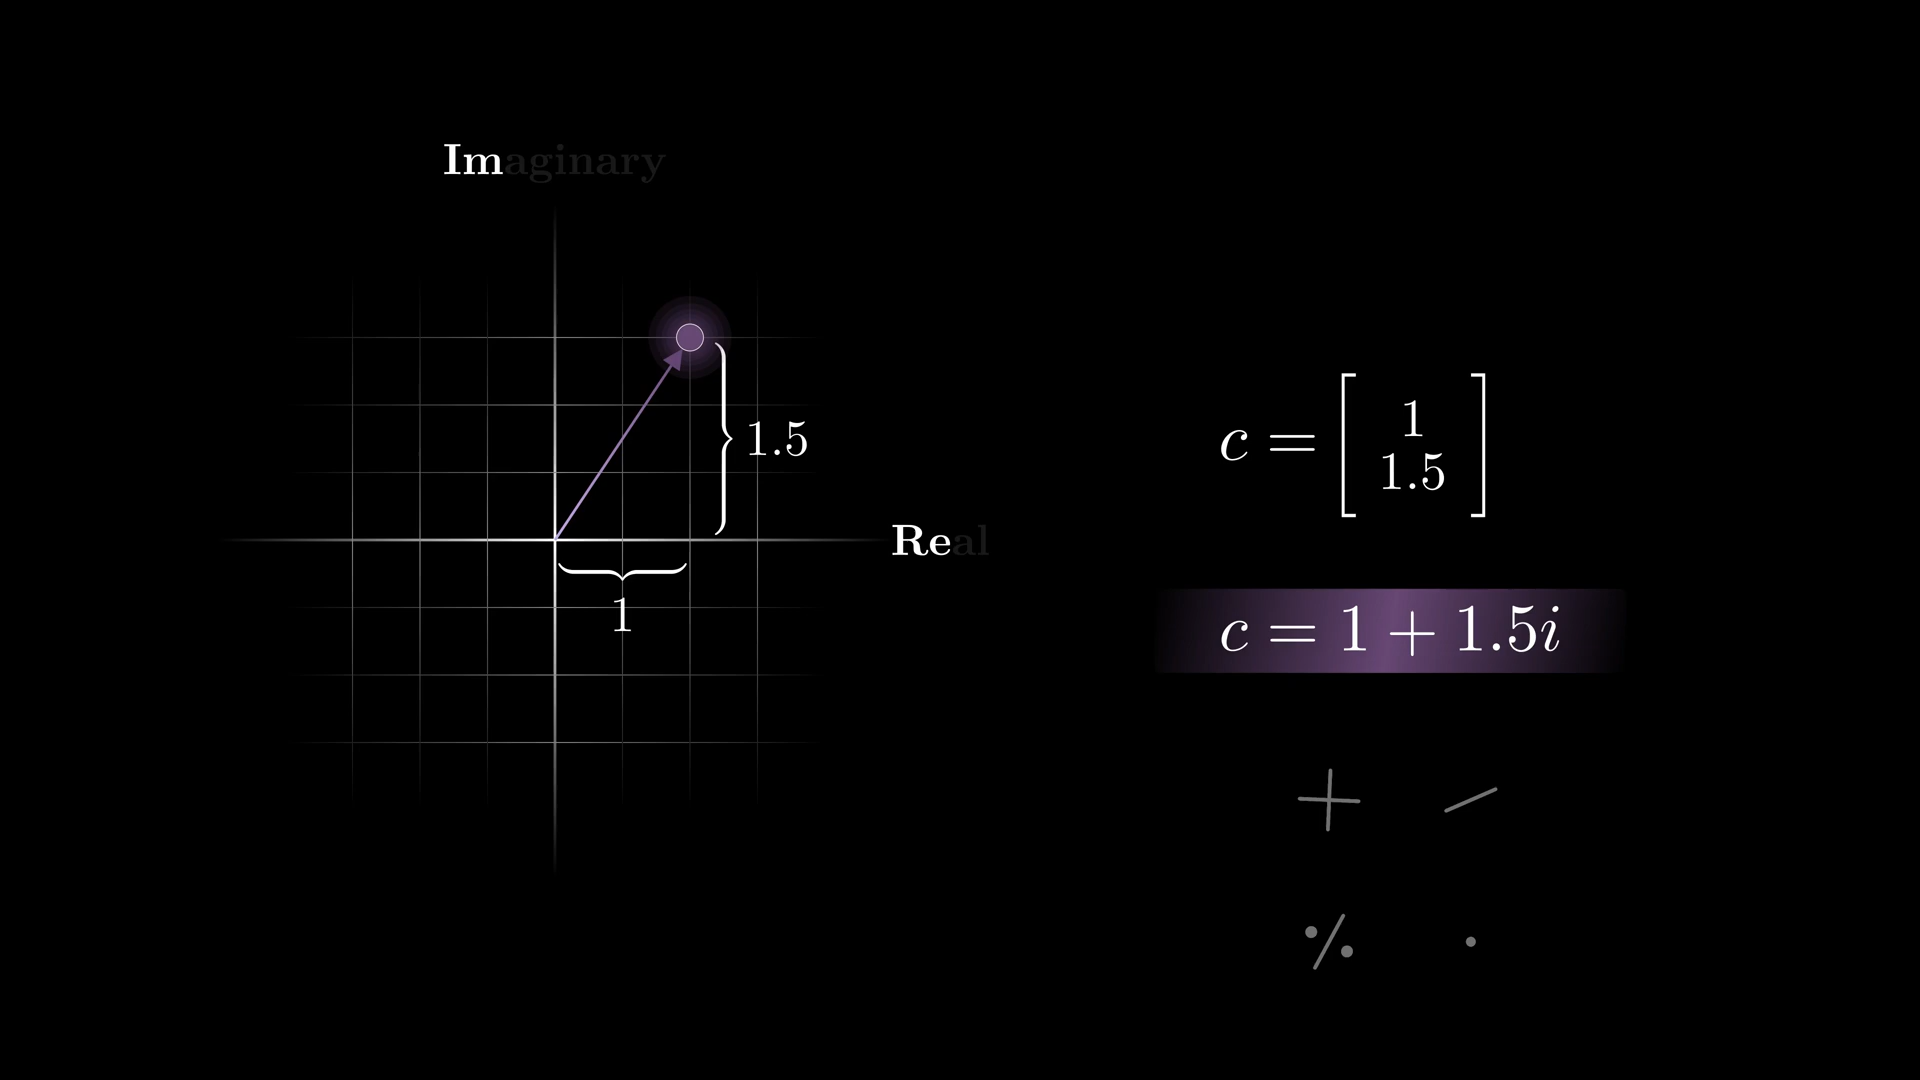 Imaginary
1.5
Real
1
c ≡ [ 1
1.5 ]
c = 1 + 1.5i
+ −
⁒ ·